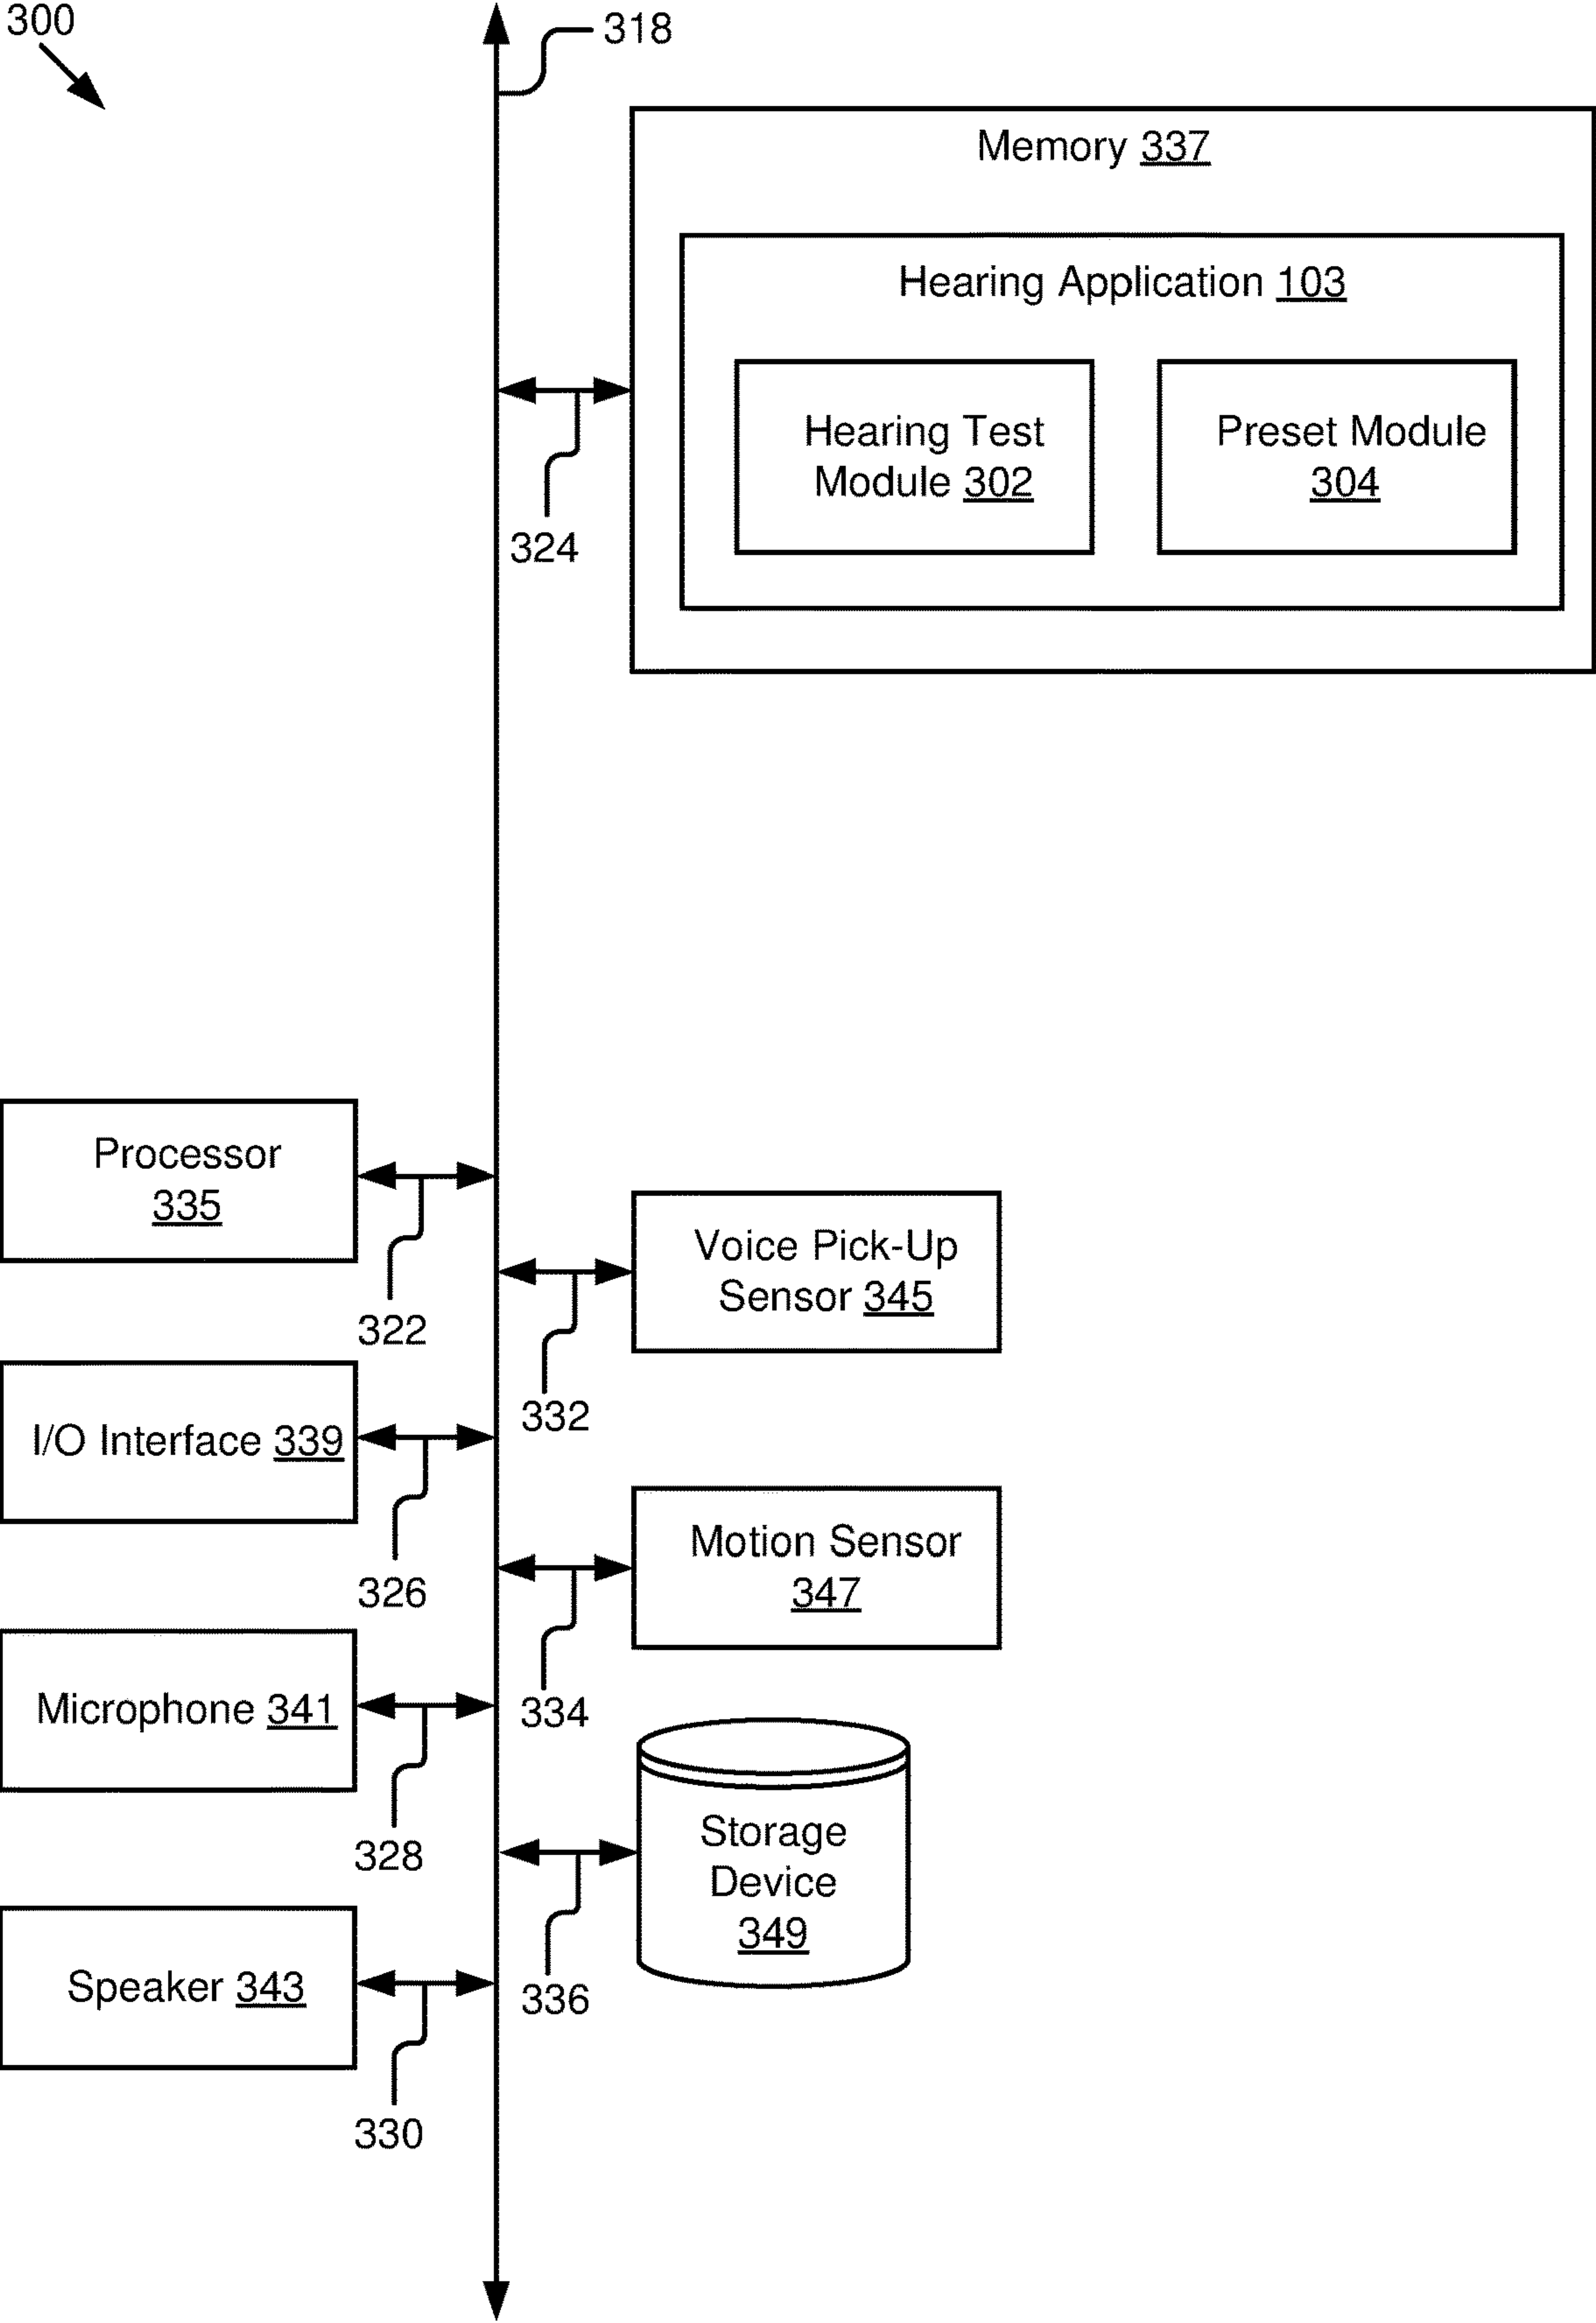 300
318
Memory 337
Hearing Application 103
Hearing Test
Module 302
Preset Module
304
324
Processor
335
322
Voice Pick-Up
Sensor 345
332
I/O Interface 339
326
Motion Sensor
347
334
Microphone 341
328
Storage
Device
349
336
Speaker 343
330